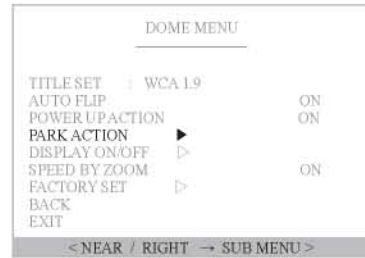 DOME MENU
TITLE SET : WCA 1.9
AUTO FLIP ON
POWER UP ACTION ON
PARK ACTION ▶
DISPLAY ON/OFF ▷
SPEED BY ZOOM ON
FACTORY SET ▷
BACK
EXIT
< NEAR / RIGHT → SUB MENU >